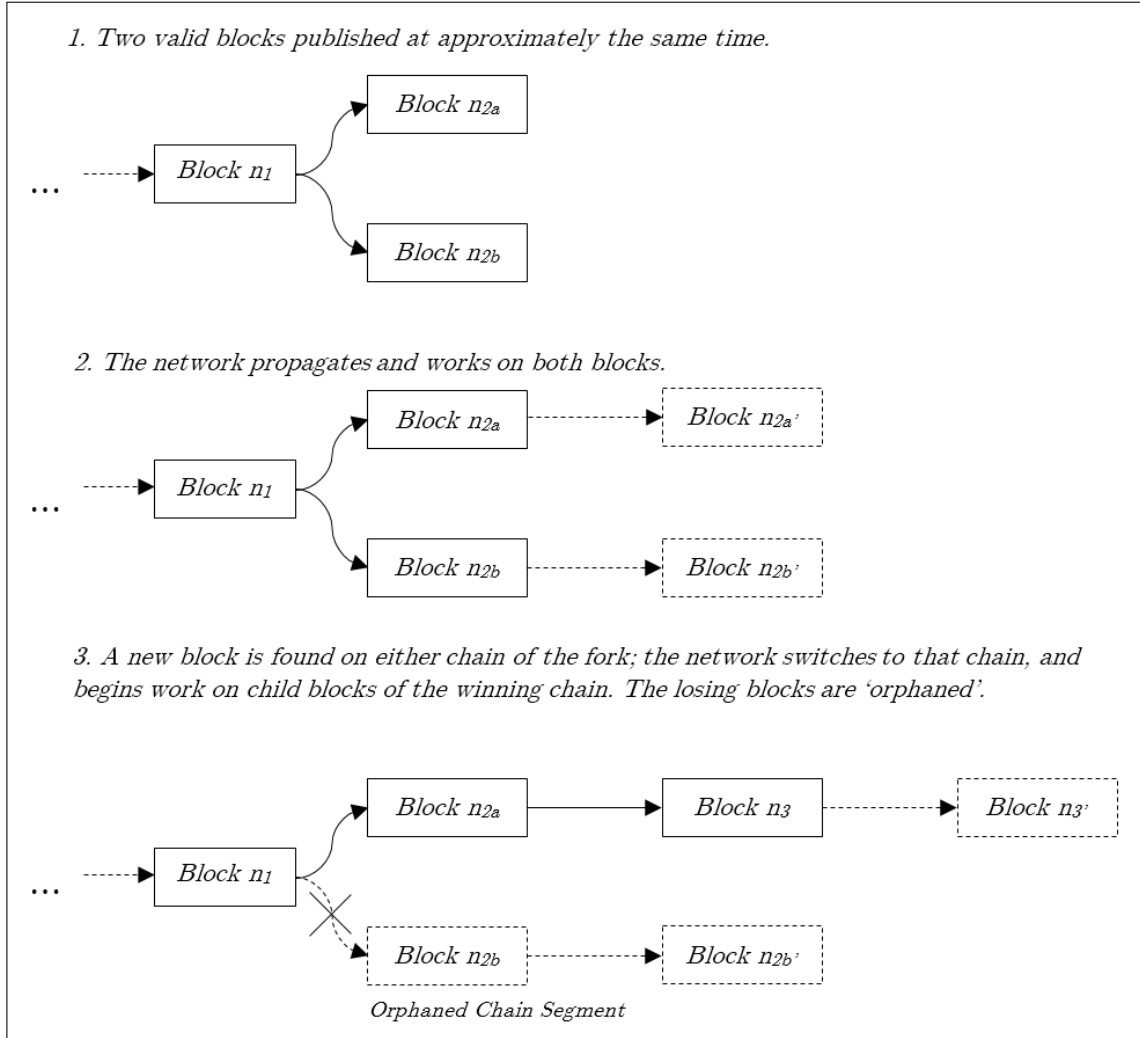 1. Two valid blocks published at approximately the same time.
Block n2a
... Block n1
Block n2b
2. The network propagates and works on both blocks.
Block n2a Block n2a’
... Block n1
Block n2b Block n2b’
3. A new block is found on either chain of the fork; the network switches to that chain, and
begins work on child blocks of the winning chain. The losing blocks are ‘orphaned’.
Block n2a Block n3 Block n3’
... Block n1
Block n2b Block n2b’
Orphaned Chain Segment